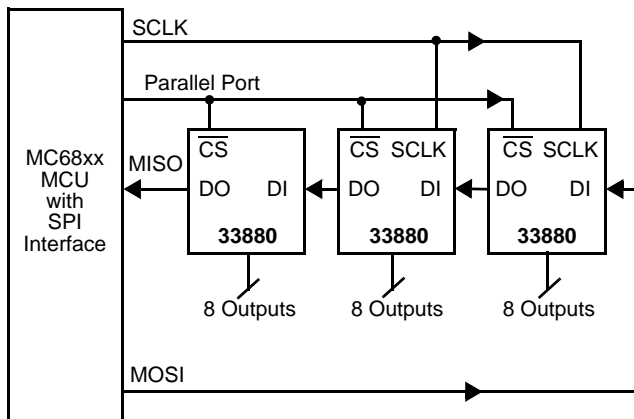 SCLK
Parallel Port
MC68xx
MCU
with
SPI
Interface
MISO
CS
DO DI
33880
8 Outputs
CS SCLK
DO DI
33880
8 Outputs
CS SCLK
DO DI
33880
8 Outputs
MOSI